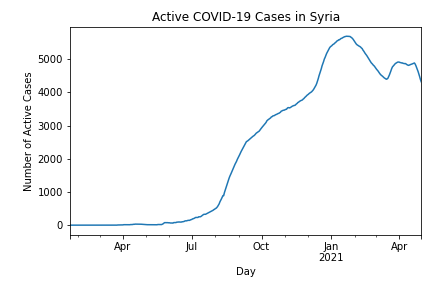 Active COVID-19 Cases in Syria
Number of Active Cases
5000
4000
3000
2000
1000
0
Apr Jul Oct Jan Apr
2021
Day